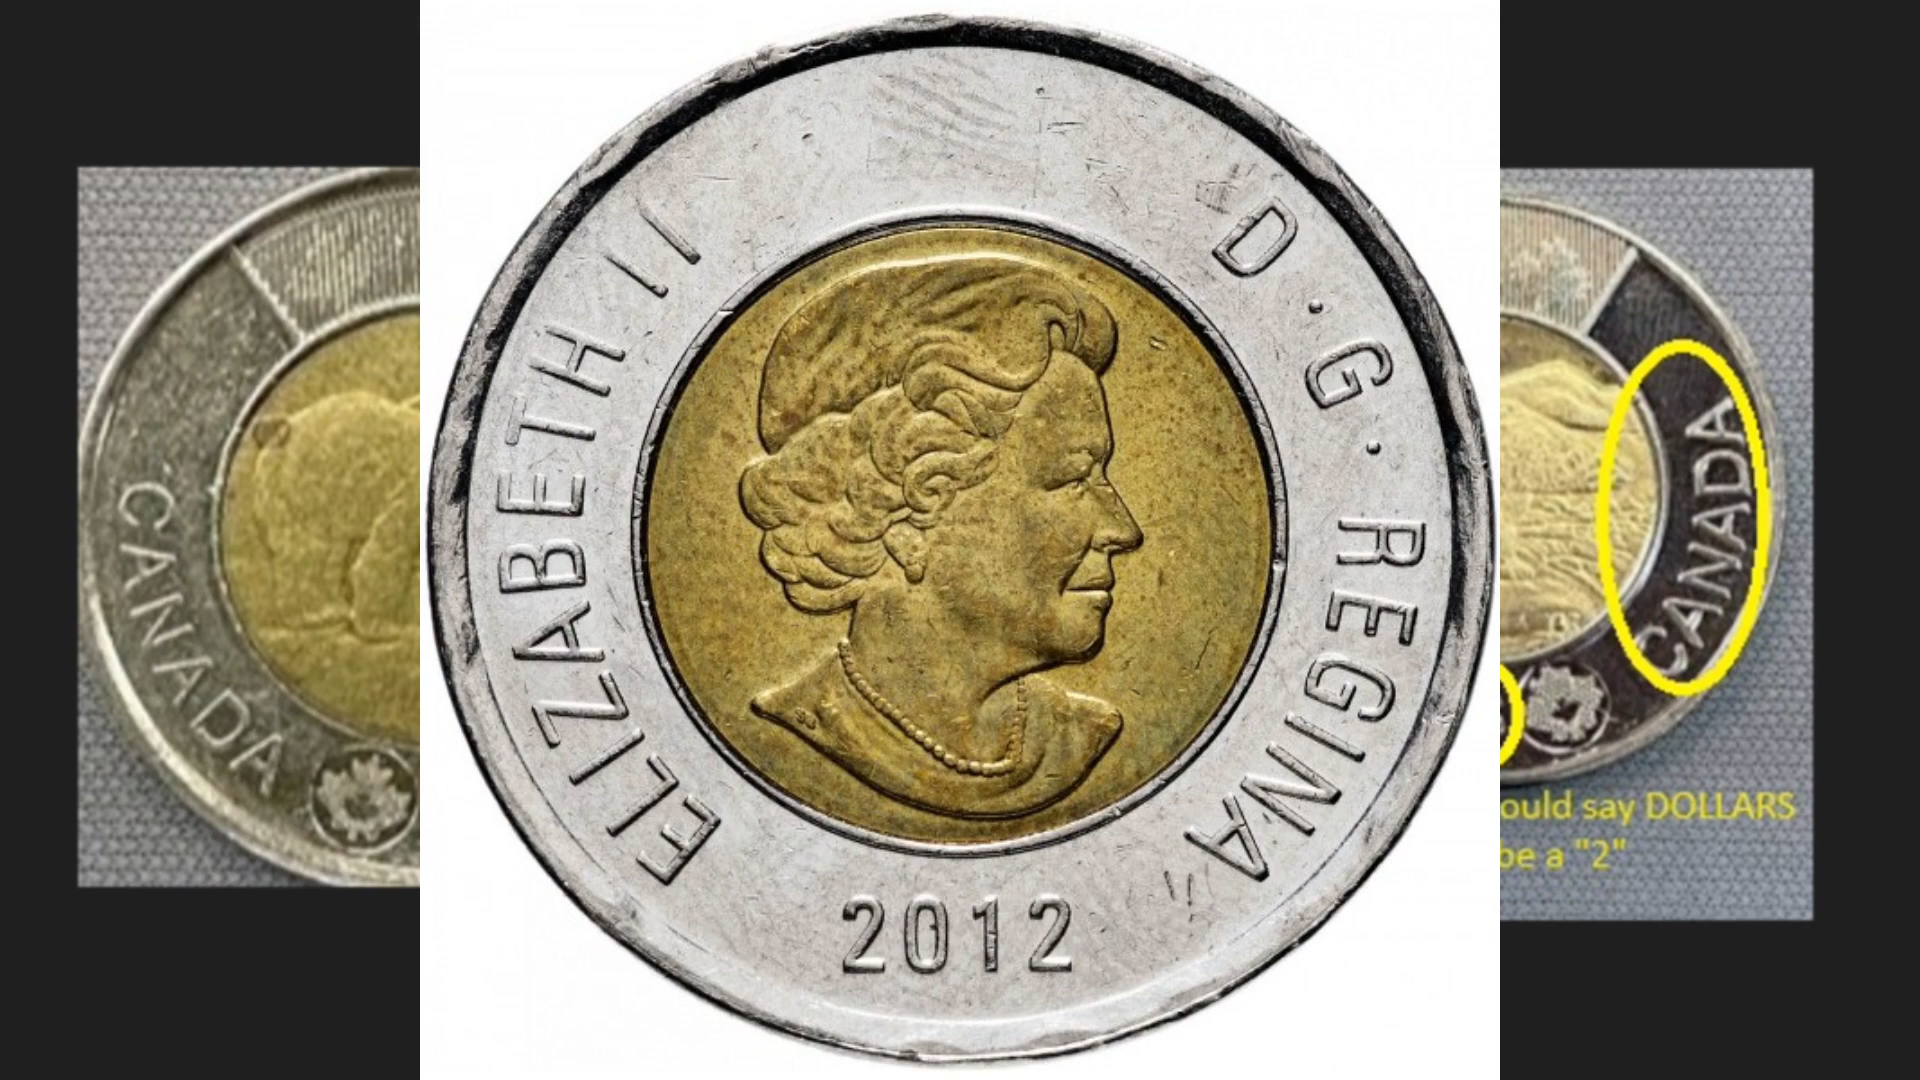 CANADA
ELIZABETH II
D·G·REGINA
2012
CANADA
ould say DOLLARS
be a "2"